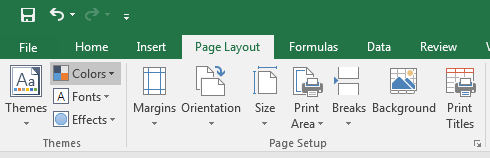 File Home Insert Page Layout Formulas Data Review
Aa Colors
A Fonts
Effects
Themes Margins Orientation Size Print Area Breaks Background Print Titles
Themes Page Setup